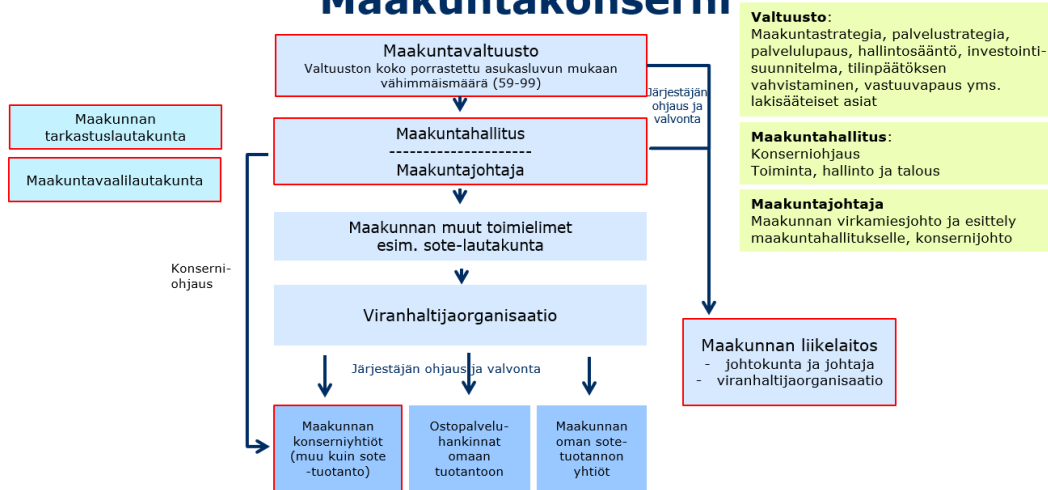 Maakuntakonserni
Maakuntavaltuusto
Valtuuston koko porrastettu asukasluvun mukaan
vähimmäismäärä (59-99)
Valtuusto:
Maakuntastrategia, palvelustrategia,
palvelulupaus, hallintosääntö, investointi-
suunnitelma, tilinpäätöksen
vahvistaminen, vastuuvapaus yms.
lakisääteiset asiat
Järjestäjän
ohjaus ja
valvonta
Maakunnan
tarkastuslautakunta
Maakuntavaalilautakunta
Maakuntahallitus
---------------------
Maakuntajohtaja
Maakuntahallitus:
Konserniohjaus
Toiminta, hallinto ja talous
Maakuntajohtaja
Maakunnan virkamiesjohto ja esittely
maakuntahallitukselle, konsernijohto
Maakunnan muut toimielimet
esim. sote-lautakunta
Konserni-
ohjaus
Viranhaltijaorganisaatio
Maakunnan liikelaitos
- johtokunta ja johtaja
- viranhaltijaorganisaatio
Järjestäjän ohjaus ja valvonta
Maakunnan
konserniyhtiöt
(muu kuin sote
-tuotanto)
Ostopalvelu-
hankinnat
omaan
tuotantoon
Maakunnan
oman sote-
tuotannon
yhtiöt